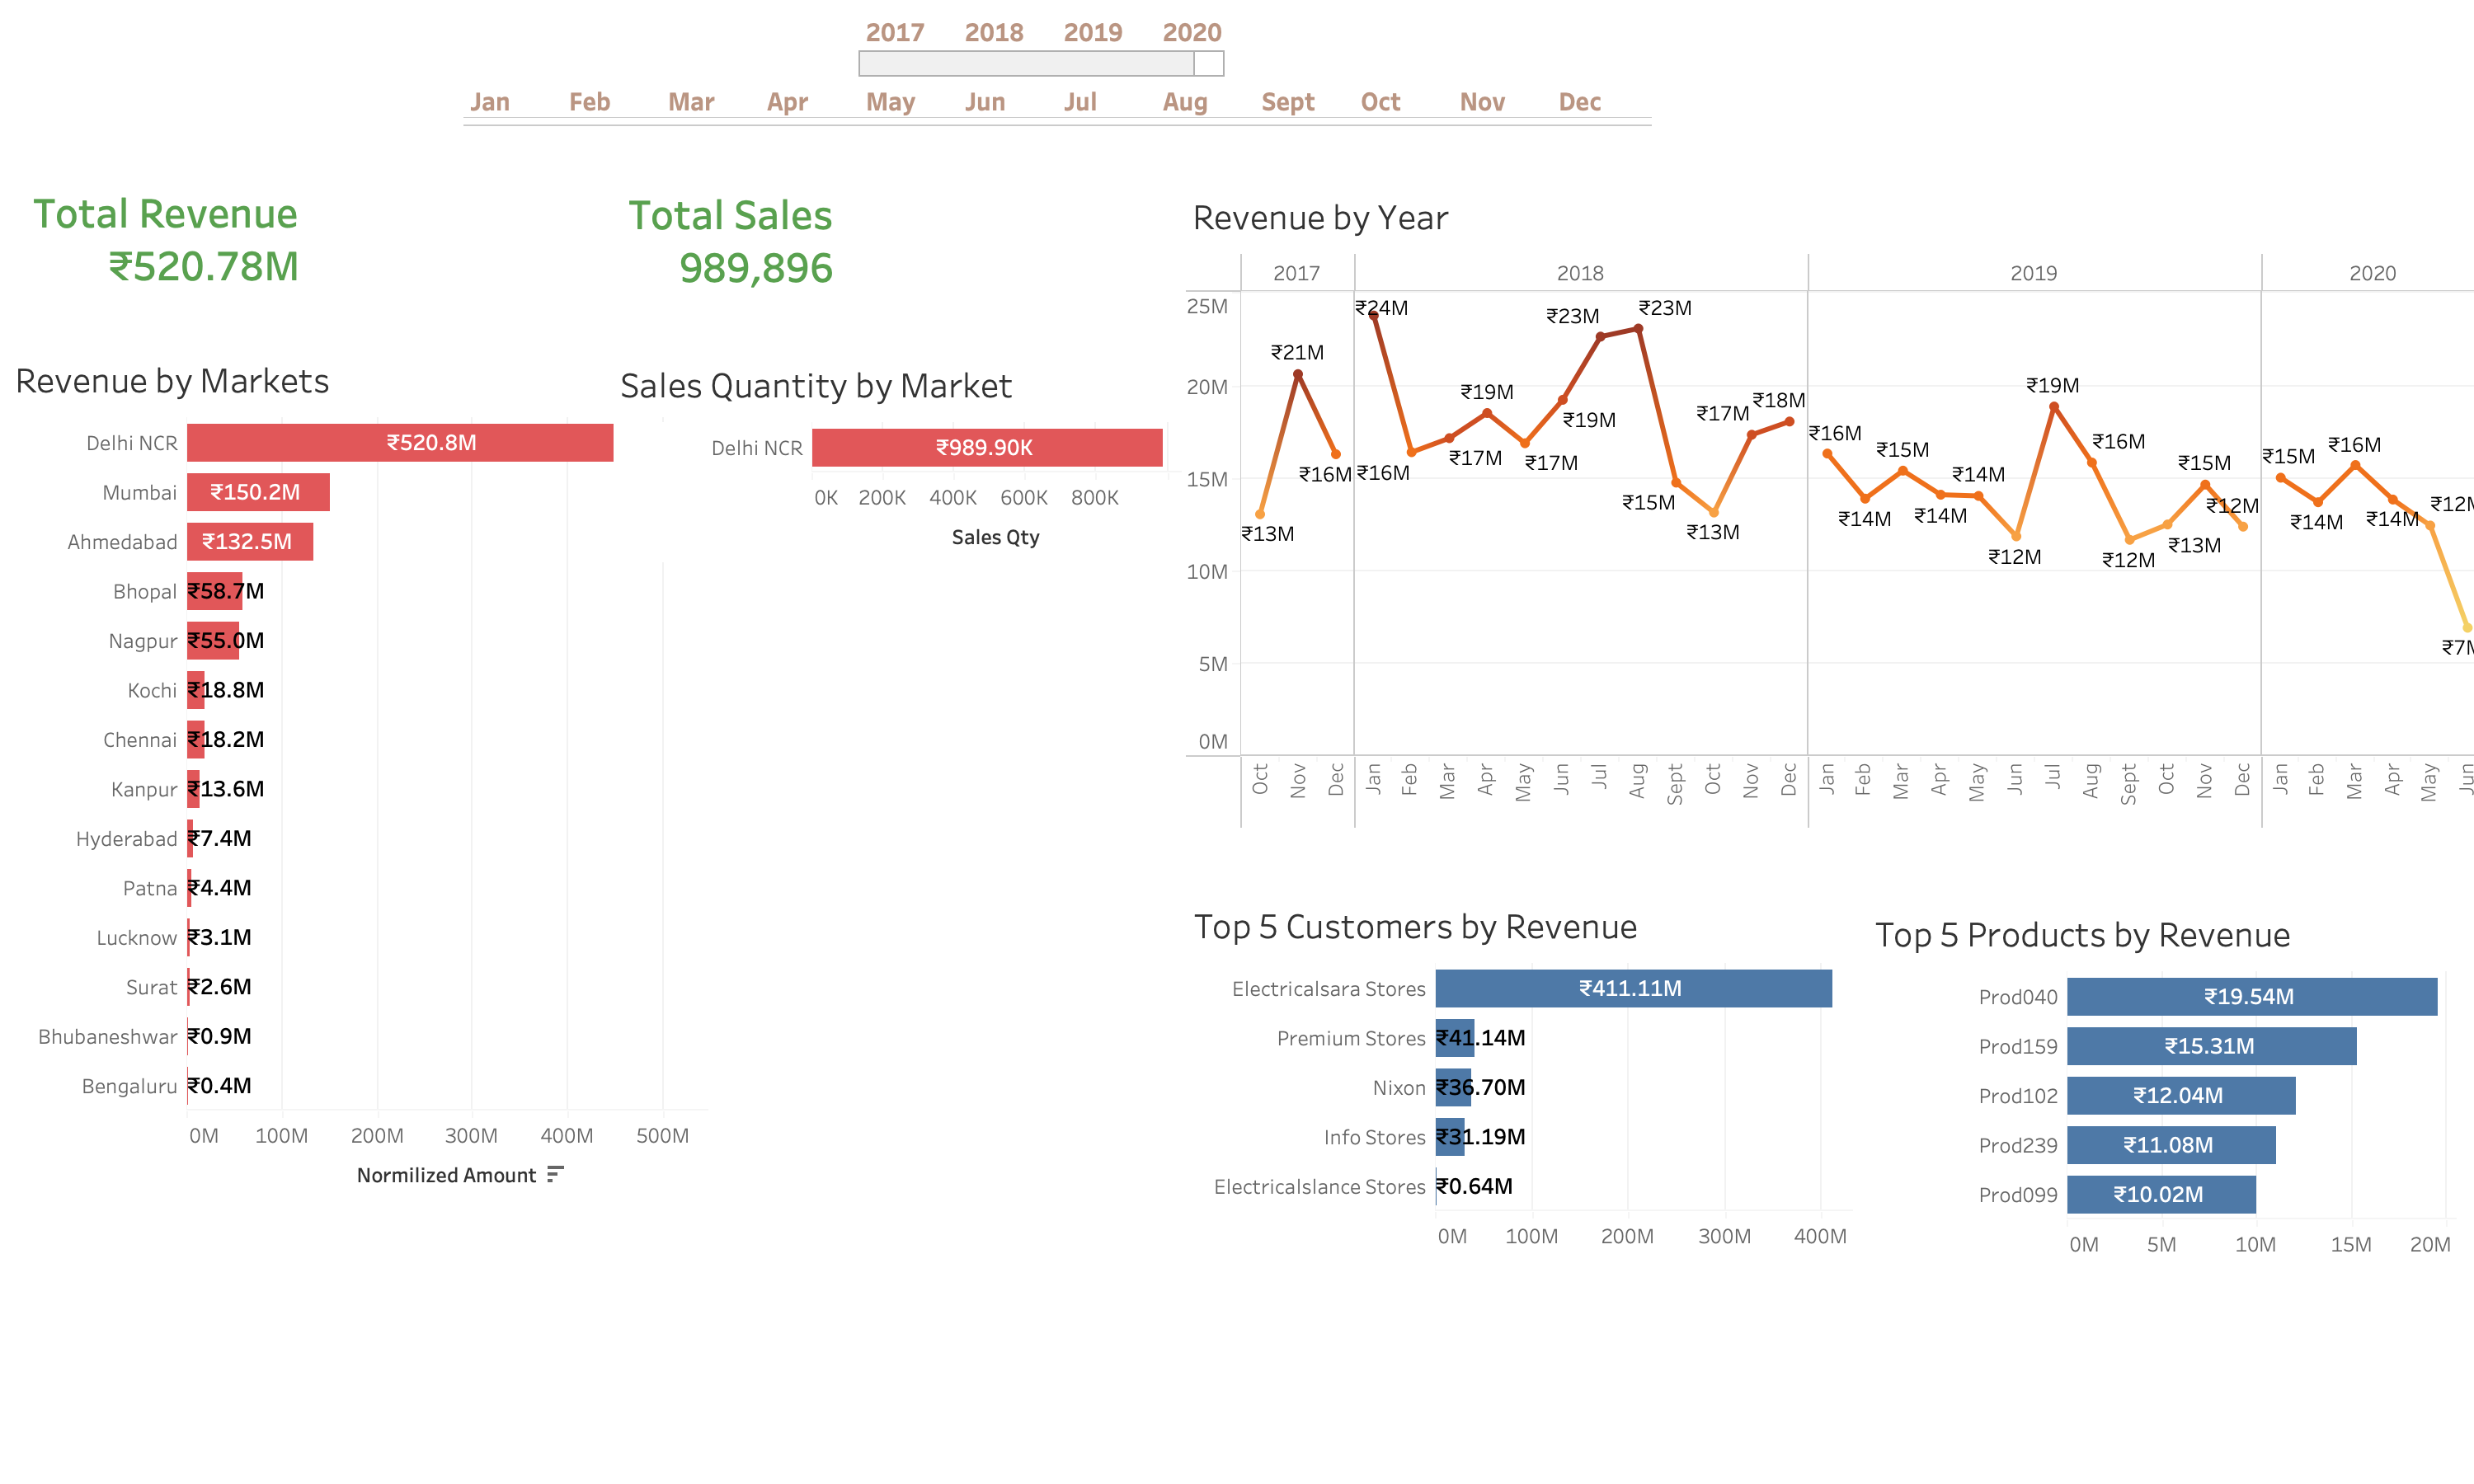 2017 2018 2019 2020
Jan Feb Mar Apr May Jun Jul Aug Sept Oct Nov Dec
Total Revenue
₹520.78M
Total Sales
989,896
Revenue by Markets
Delhi NCR ₹520.8M
Mumbai ₹150.2M
Ahmedabad ₹132.5M
Bhopal ₹58.7M
Nagpur ₹55.0M
Kochi ₹18.8M
Chennai ₹18.2M
Kanpur ₹13.6M
Hyderabad ₹7.4M
Patna ₹4.4M
Lucknow ₹3.1M
Surat ₹2.6M
Bhubaneshwar ₹0.9M
Bengaluru ₹0.4M
0M 100M 200M 300M 400M 500M
Normilized Amount
Sales Quantity by Market
Delhi NCR ₹989.90K
0K 200K 400K 600K 800K
Sales Qty
Revenue by Year
2017 2018 2019 2020
25M
20M
15M
10M
5M
0M
₹13M ₹21M ₹16M
₹24M ₹16M ₹17M ₹19M ₹17M ₹19M ₹23M ₹23M ₹15M ₹13M ₹17M ₹18M
₹16M ₹14M ₹15M ₹14M ₹14M ₹12M ₹19M ₹16M ₹12M ₹13M ₹15M ₹12M
₹15M ₹14M ₹16M ₹14M ₹12M ₹7M
Oct Nov Dec Jan Feb Mar Apr May Jun Jul Aug Sept Oct Nov Dec Jan Feb Mar Apr May Jun Jul Aug Sept Oct Nov Dec Jan Feb Mar Apr May Jun
Top 5 Customers by Revenue
Electricalsara Stores ₹411.11M
Premium Stores ₹41.14M
Nixon ₹36.70M
Info Stores ₹31.19M
Electricalslance Stores ₹0.64M
0M 100M 200M 300M 400M
Top 5 Products by Revenue
Prod040 ₹19.54M
Prod159 ₹15.31M
Prod102 ₹12.04M
Prod239 ₹11.08M
Prod099 ₹10.02M
0M 5M 10M 15M 20M